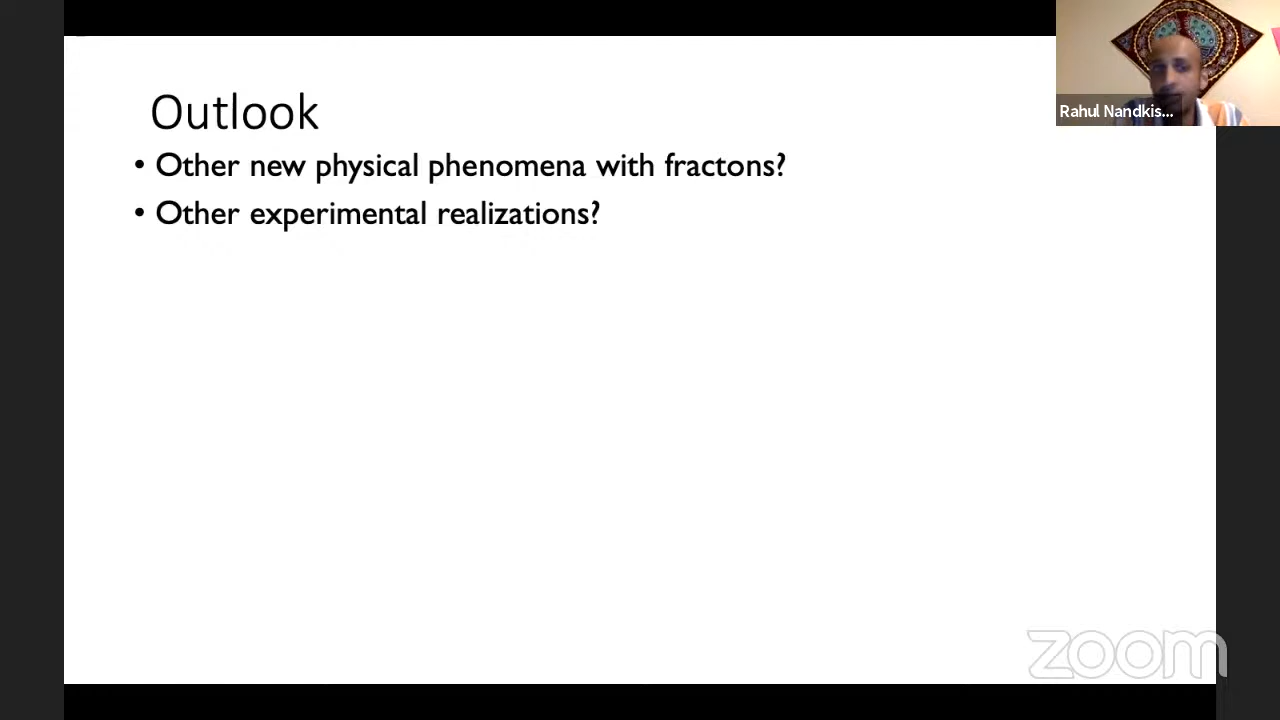 Outlook
• Other new physical phenomena with fractons?
• Other experimental realizations?
Rahul Nandkis...
zoom